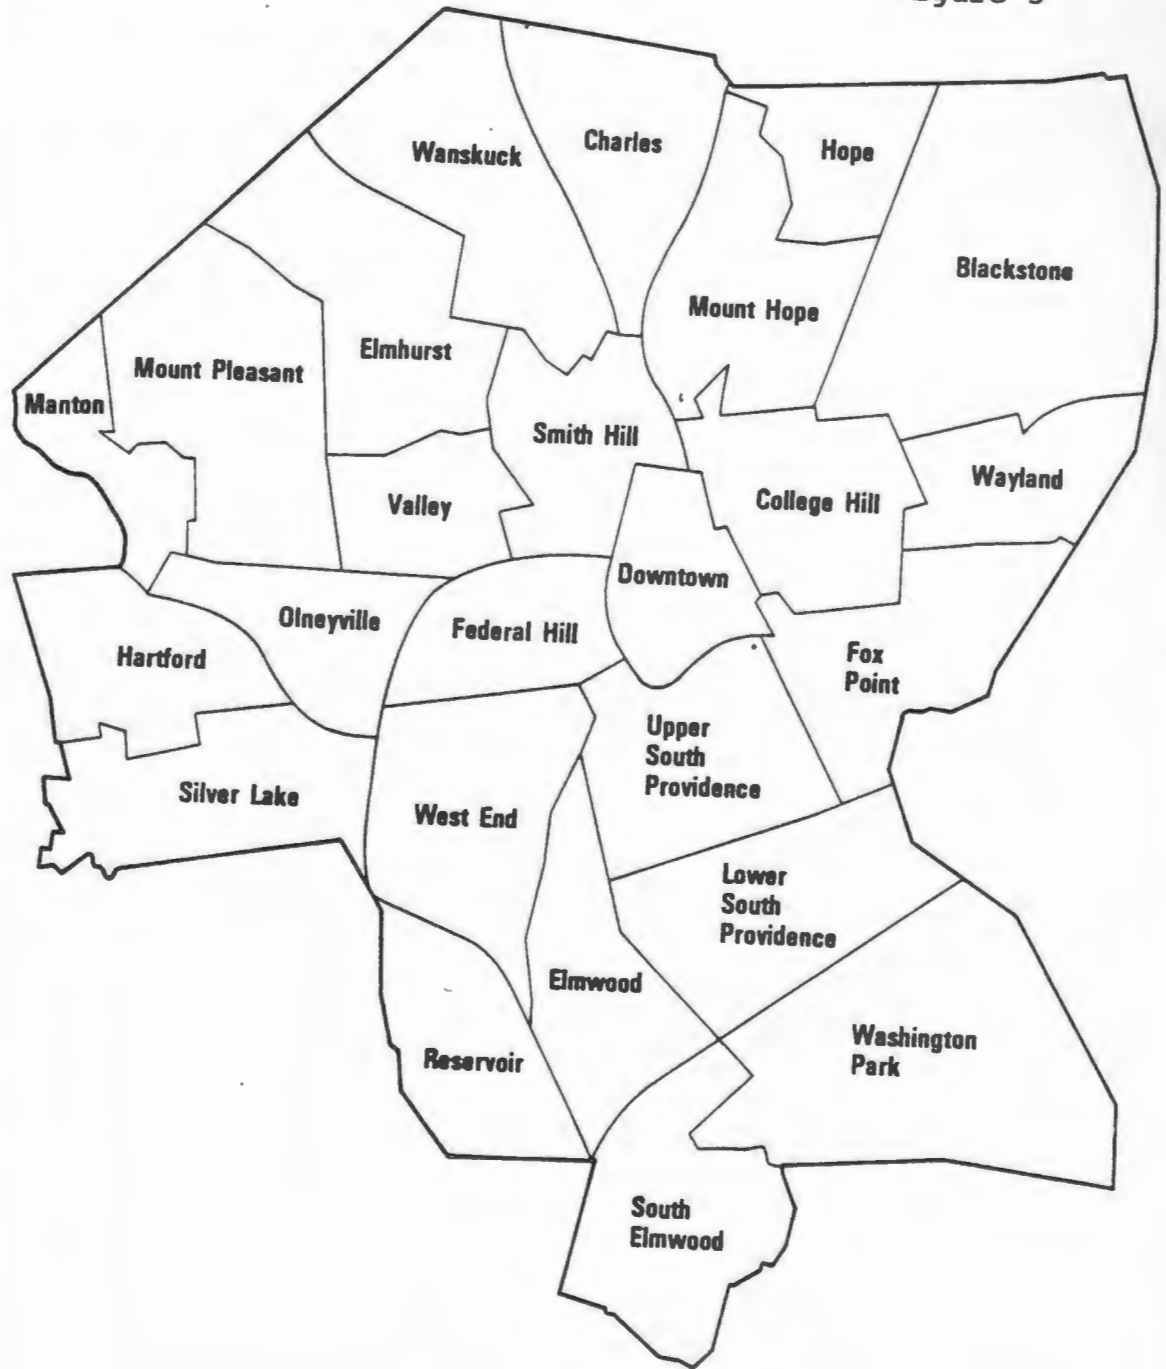 Wanskuck
Charles
Hope
Blackstone
Mount Hope
Elmhurst
Mount Pleasant
Manton
Smith Hill
Wayland
College Hill
Valley
Downtown
Olneyville
Federal Hill
Hartford
Fox
Point
Upper
South
Providence
Silver Lake
West End
Lower
South
Providence
Elmwood
Washington
Park
Reservoir
South
Elmwood